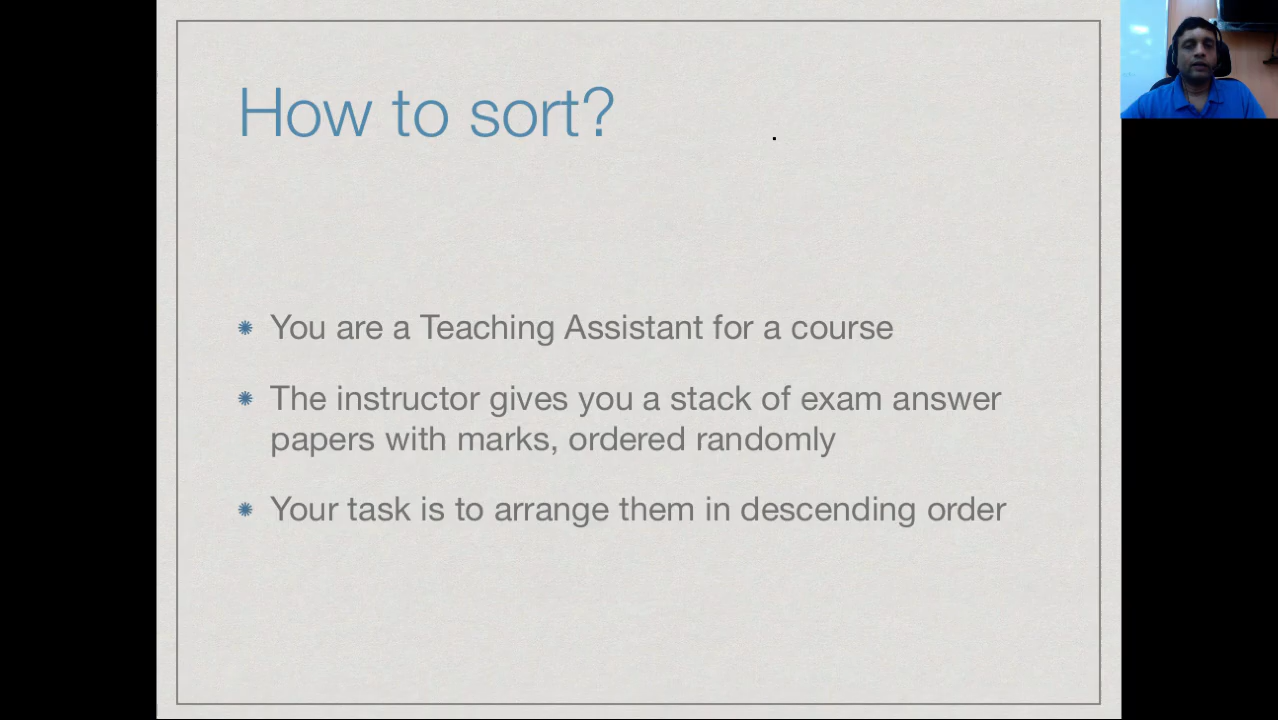 How to sort?
You are a Teaching Assistant for a course
The instructor gives you a stack of exam answer
papers with marks, ordered randomly
Your task is to arrange them in descending order